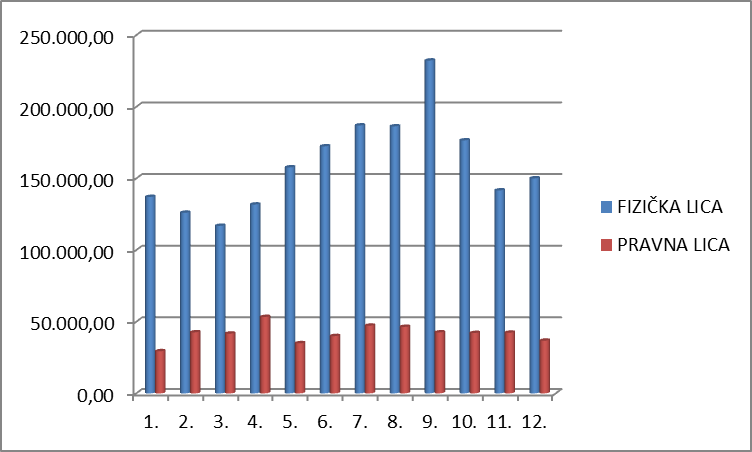 250.000,00
200.000,00
150.000,00
100.000,00
50.000,00
0,00
1. 2. 3. 4. 5. 6. 7. 8. 9. 10. 11. 12.
FIZIČKA LICA
PRAVNA LICA